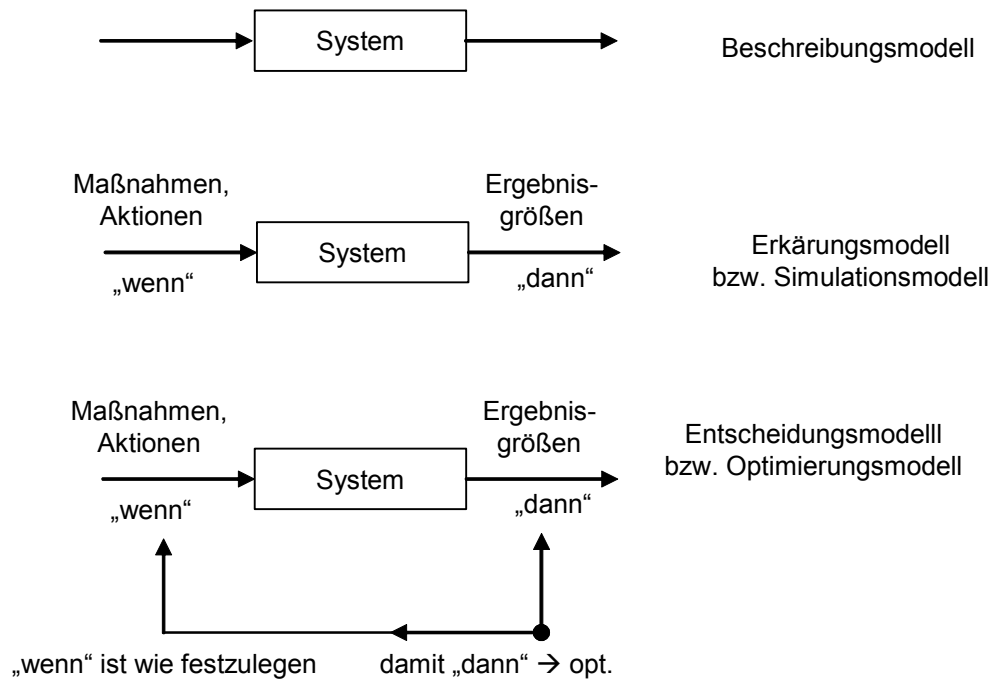 System
Beschreibungsmodell
Maßnahmen,
Aktionen
„wenn“
System
Ergebnis-
größen
„dann“
Erkärungsmodell
bzw. Simulationsmodell
Maßnahmen,
Aktionen
„wenn“
System
Ergebnis-
größen
„dann“
Entscheidungsmodelll
bzw. Optimierungsmodell
„wenn“ ist wie festzulegen
damit „dann“ → opt.